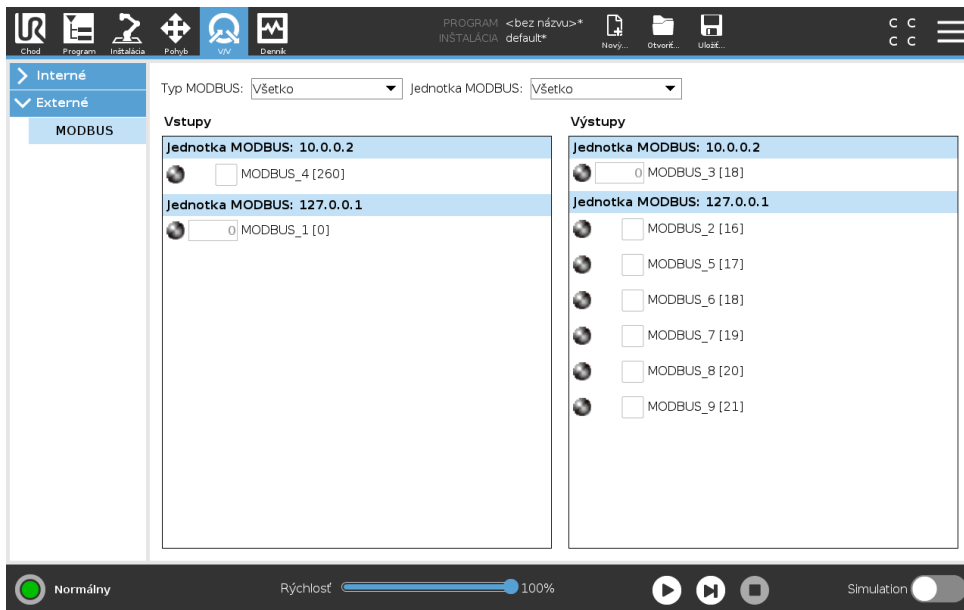 PROGRAM <bez názvu>*
INŠTALÁCIA default*
Chod Program Inštalácia Pohyb V/V Denník Nový... Otvoriť... Uložiť...
C C
C C
Interné
Externé
MODBUS
Typ MODBUS: Všetko Jednotka MODBUS: Všetko
Vstupy
Jednotka MODBUS: 10.0.0.2
MODBUS_4 [260]
Jednotka MODBUS: 127.0.0.1
0 MODBUS_1 [0]
Výstupy
Jednotka MODBUS: 10.0.0.2
0 MODBUS_3 [18]
Jednotka MODBUS: 127.0.0.1
MODBUS_2 [16]
MODBUS_5 [17]
MODBUS_6 [18]
MODBUS_7 [19]
MODBUS_8 [20]
MODBUS_9 [21]
Normálny Rýchlosť 100% Simulation